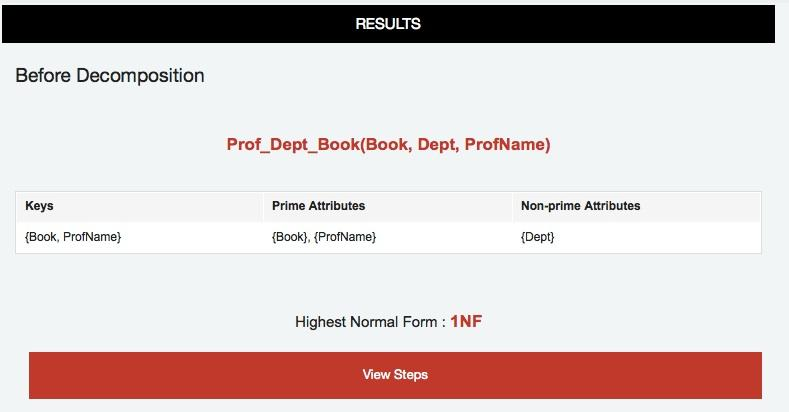 RESULTS
Before Decomposition
Prof_Dept_Book(Book, Dept, ProfName)
Keys Prime Attributes Non-prime Attributes
{Book, ProfName} {Book}, {ProfName} {Dept}
Highest Normal Form : 1NF
View Steps